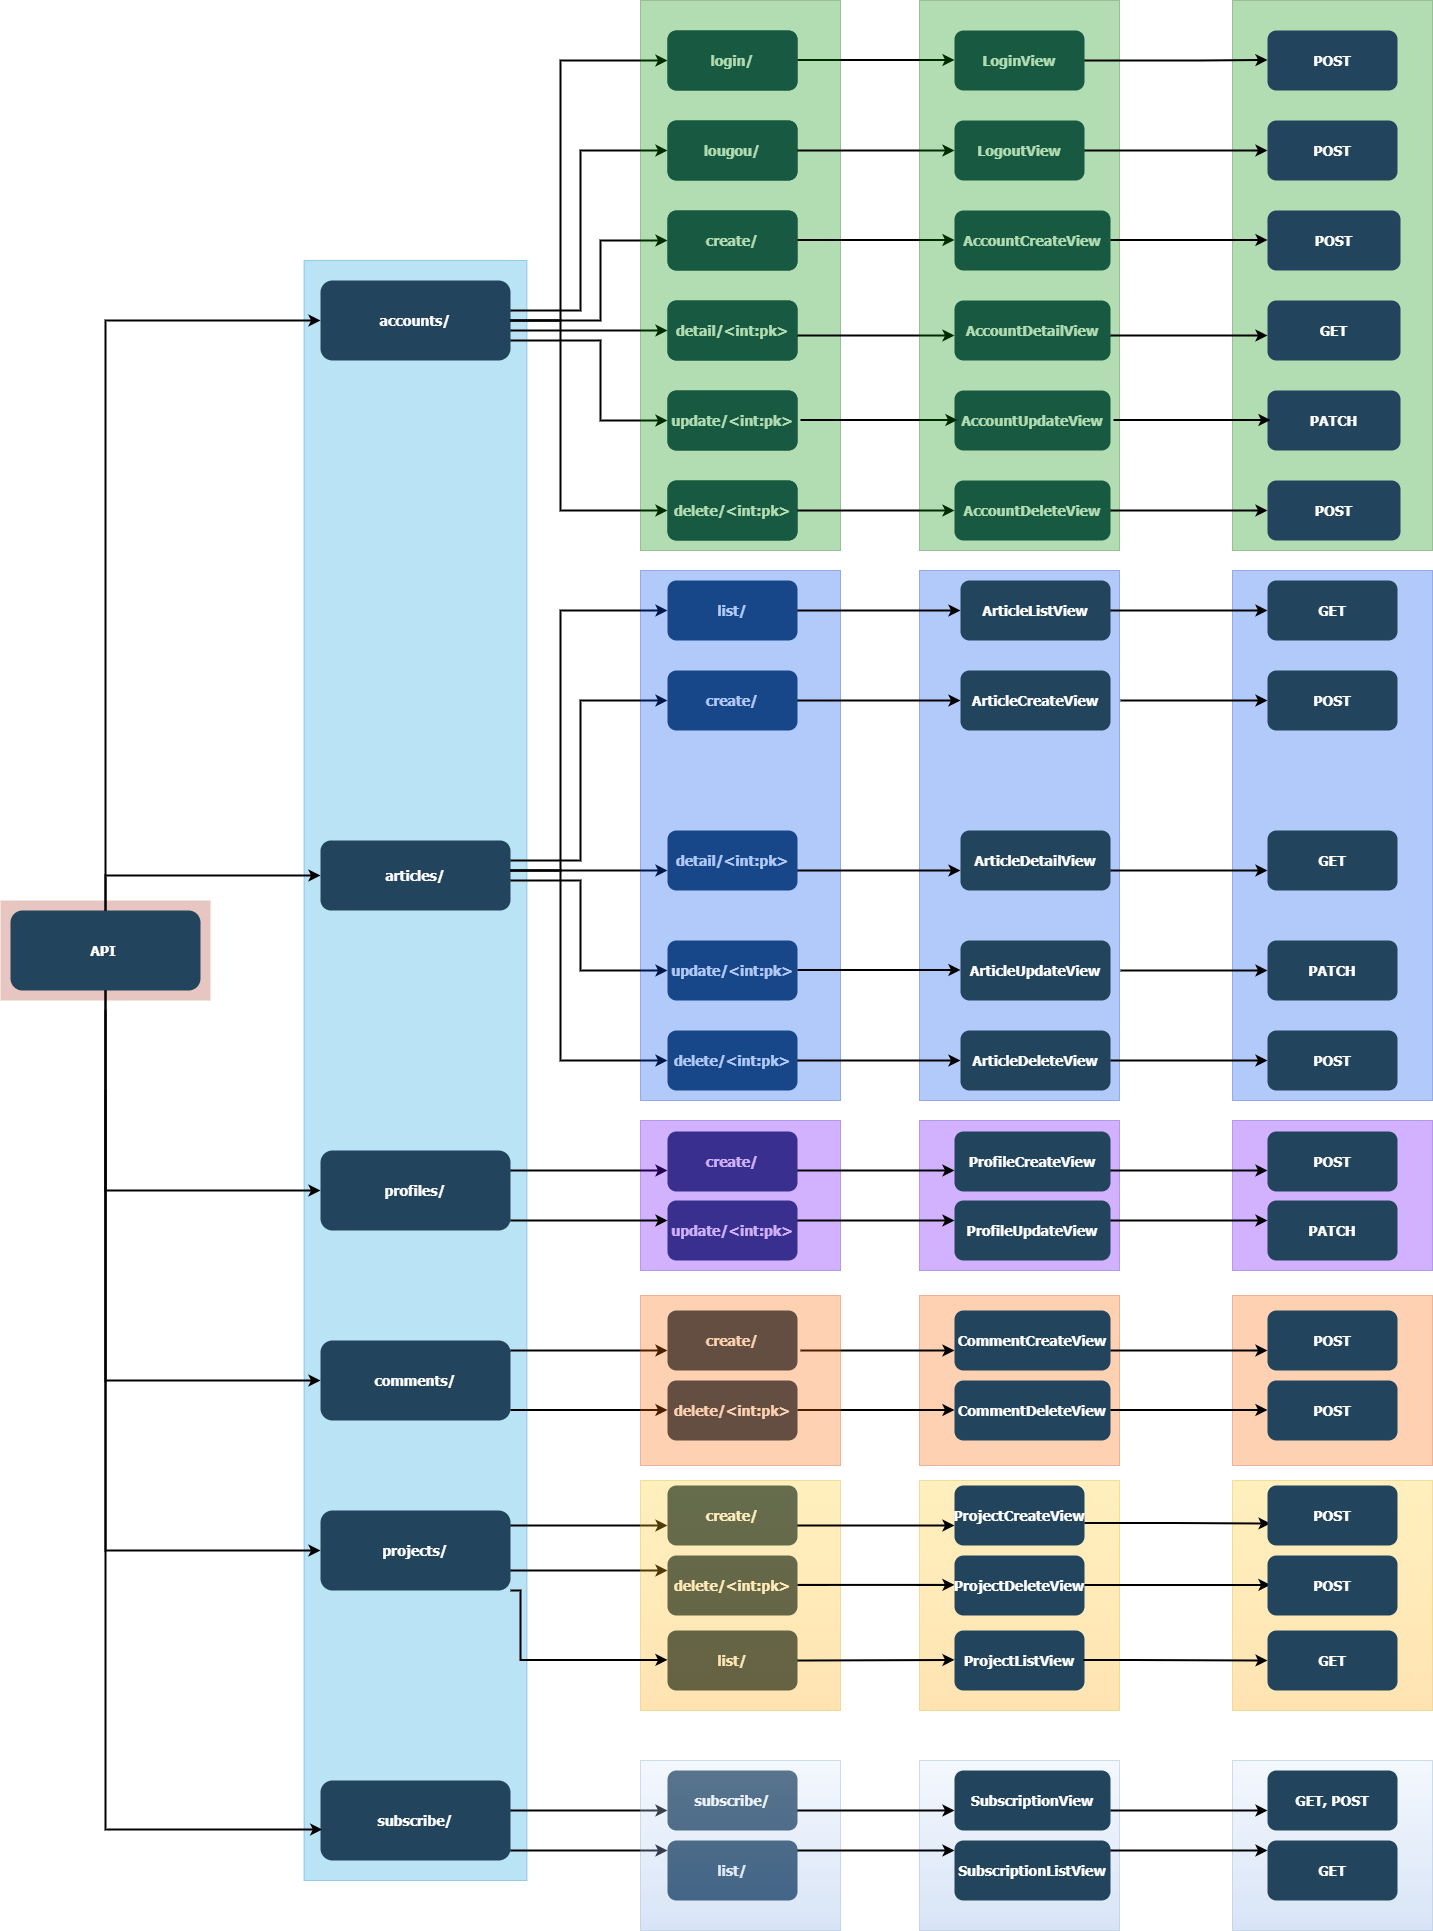 API
accounts/
login/
LoginView
POST
lougou/
LogoutView
POST
create/
AccountCreateView
POST
detail/<int:pk>
AccountDetailView
GET
update/<int:pk>
AccountUpdateView
PATCH
delete/<int:pk>
AccountDeleteView
POST
articles/
list/
ArticleListView
GET
create/
ArticleCreateView
POST
detail/<int:pk>
ArticleDetailView
GET
update/<int:pk>
ArticleUpdateView
PATCH
delete/<int:pk>
ArticleDeleteView
POST
profiles/
create/
ProfileCreateView
POST
update/<int:pk>
ProfileUpdateView
PATCH
comments/
create/
CommentCreateView
POST
delete/<int:pk>
CommentDeleteView
POST
projects/
create/
ProjectCreateView
POST
delete/<int:pk>
ProjectDeleteView
POST
list/
ProjectListView
GET
subscribe/
subscribe/
SubscriptionView
GET, POST
list/
SubscriptionListView
GET